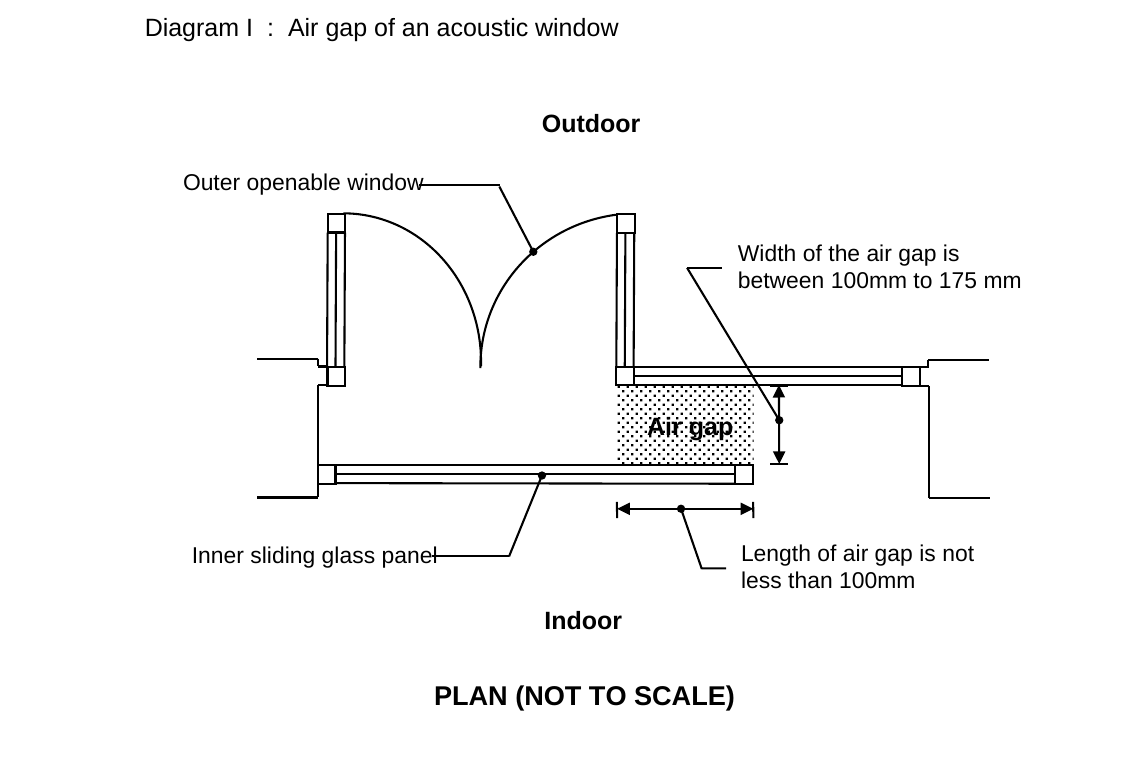 Diagram I : Air gap of an acoustic window
Outdoor
Outer openable window
Width of the air gap is
between 100mm to 175 mm
Air gap
Inner sliding glass panel
Length of air gap is not
less than 100mm
Indoor
PLAN (NOT TO SCALE)